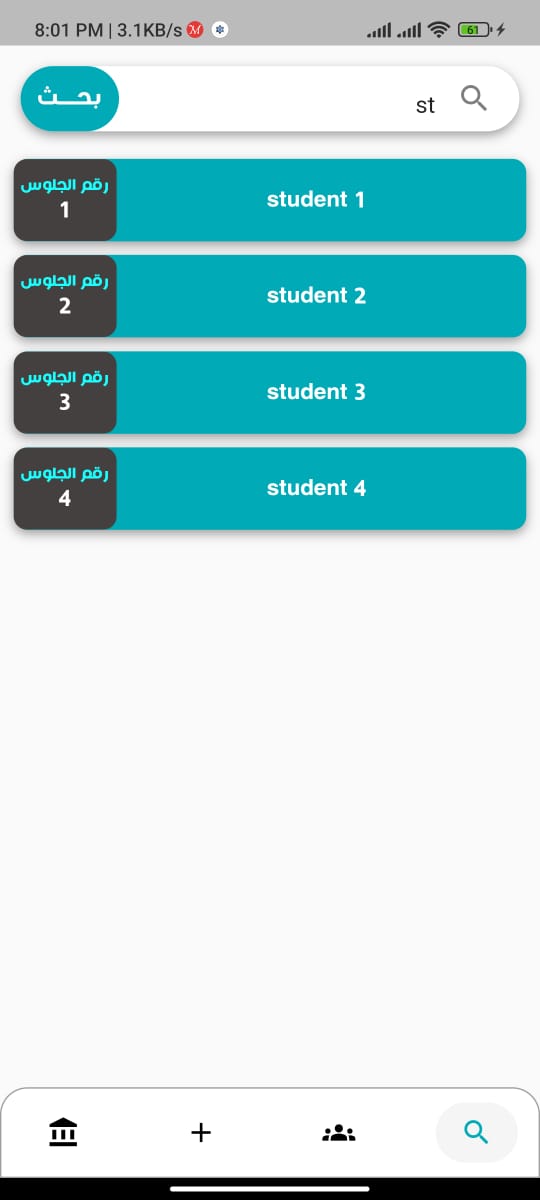 8:01 PM | 3.1KB/s
61
بحـــث
st
رقم الجلوس
1
student 1
رقم الجلوس
2
student 2
رقم الجلوس
3
student 3
رقم الجلوس
4
student 4